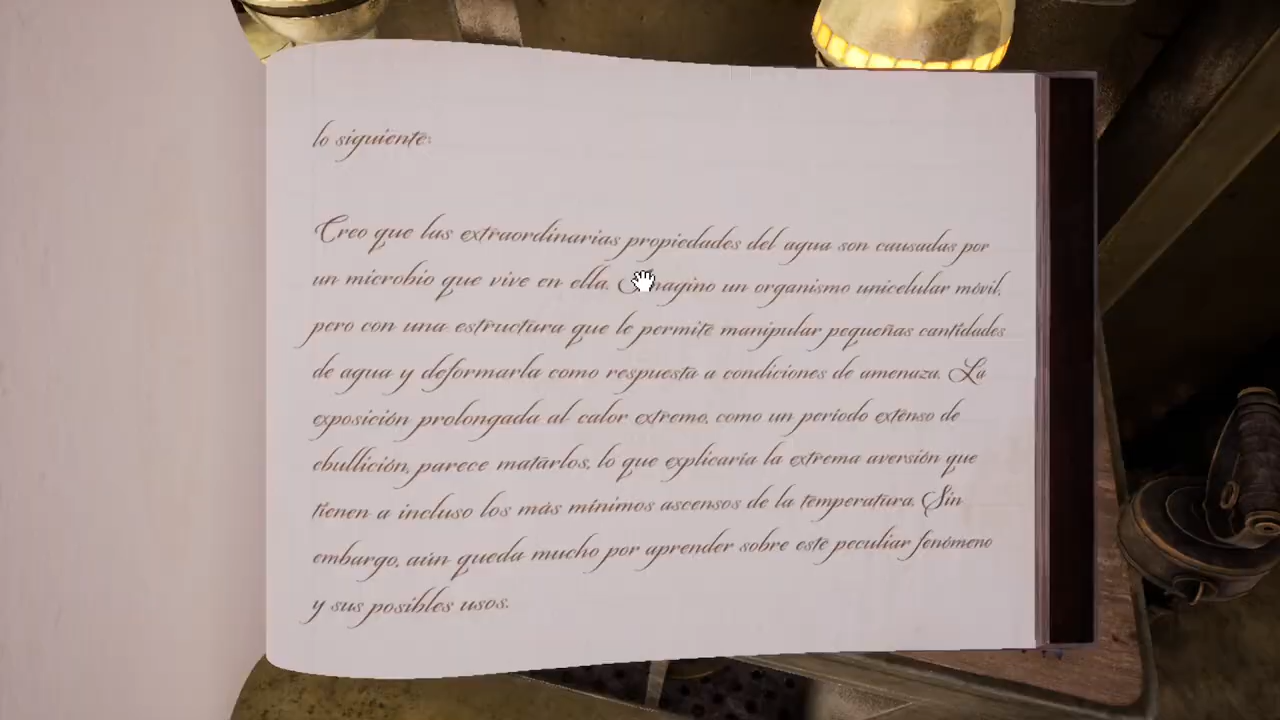 lo siguiente:
Creo que las extraordinarias propiedades del agua son causadas por
un microbio que vive en ella. Imagino un organismo unicelular móvil,
pero con una estructura que le permite manipular pequeñas cantidades
de agua y deformarla como respuesta a condiciones de amenaza. La
exposición prolongada al calor extremo, como un período extenso de
ebullición, parece matarlos, lo que explicaría la extrema aversión que
tienen a incluso los más mínimos ascensos de la temperatura. Sin
embargo, aún queda mucho por aprender sobre este peculiar fenómeno
y sus posibles usos.